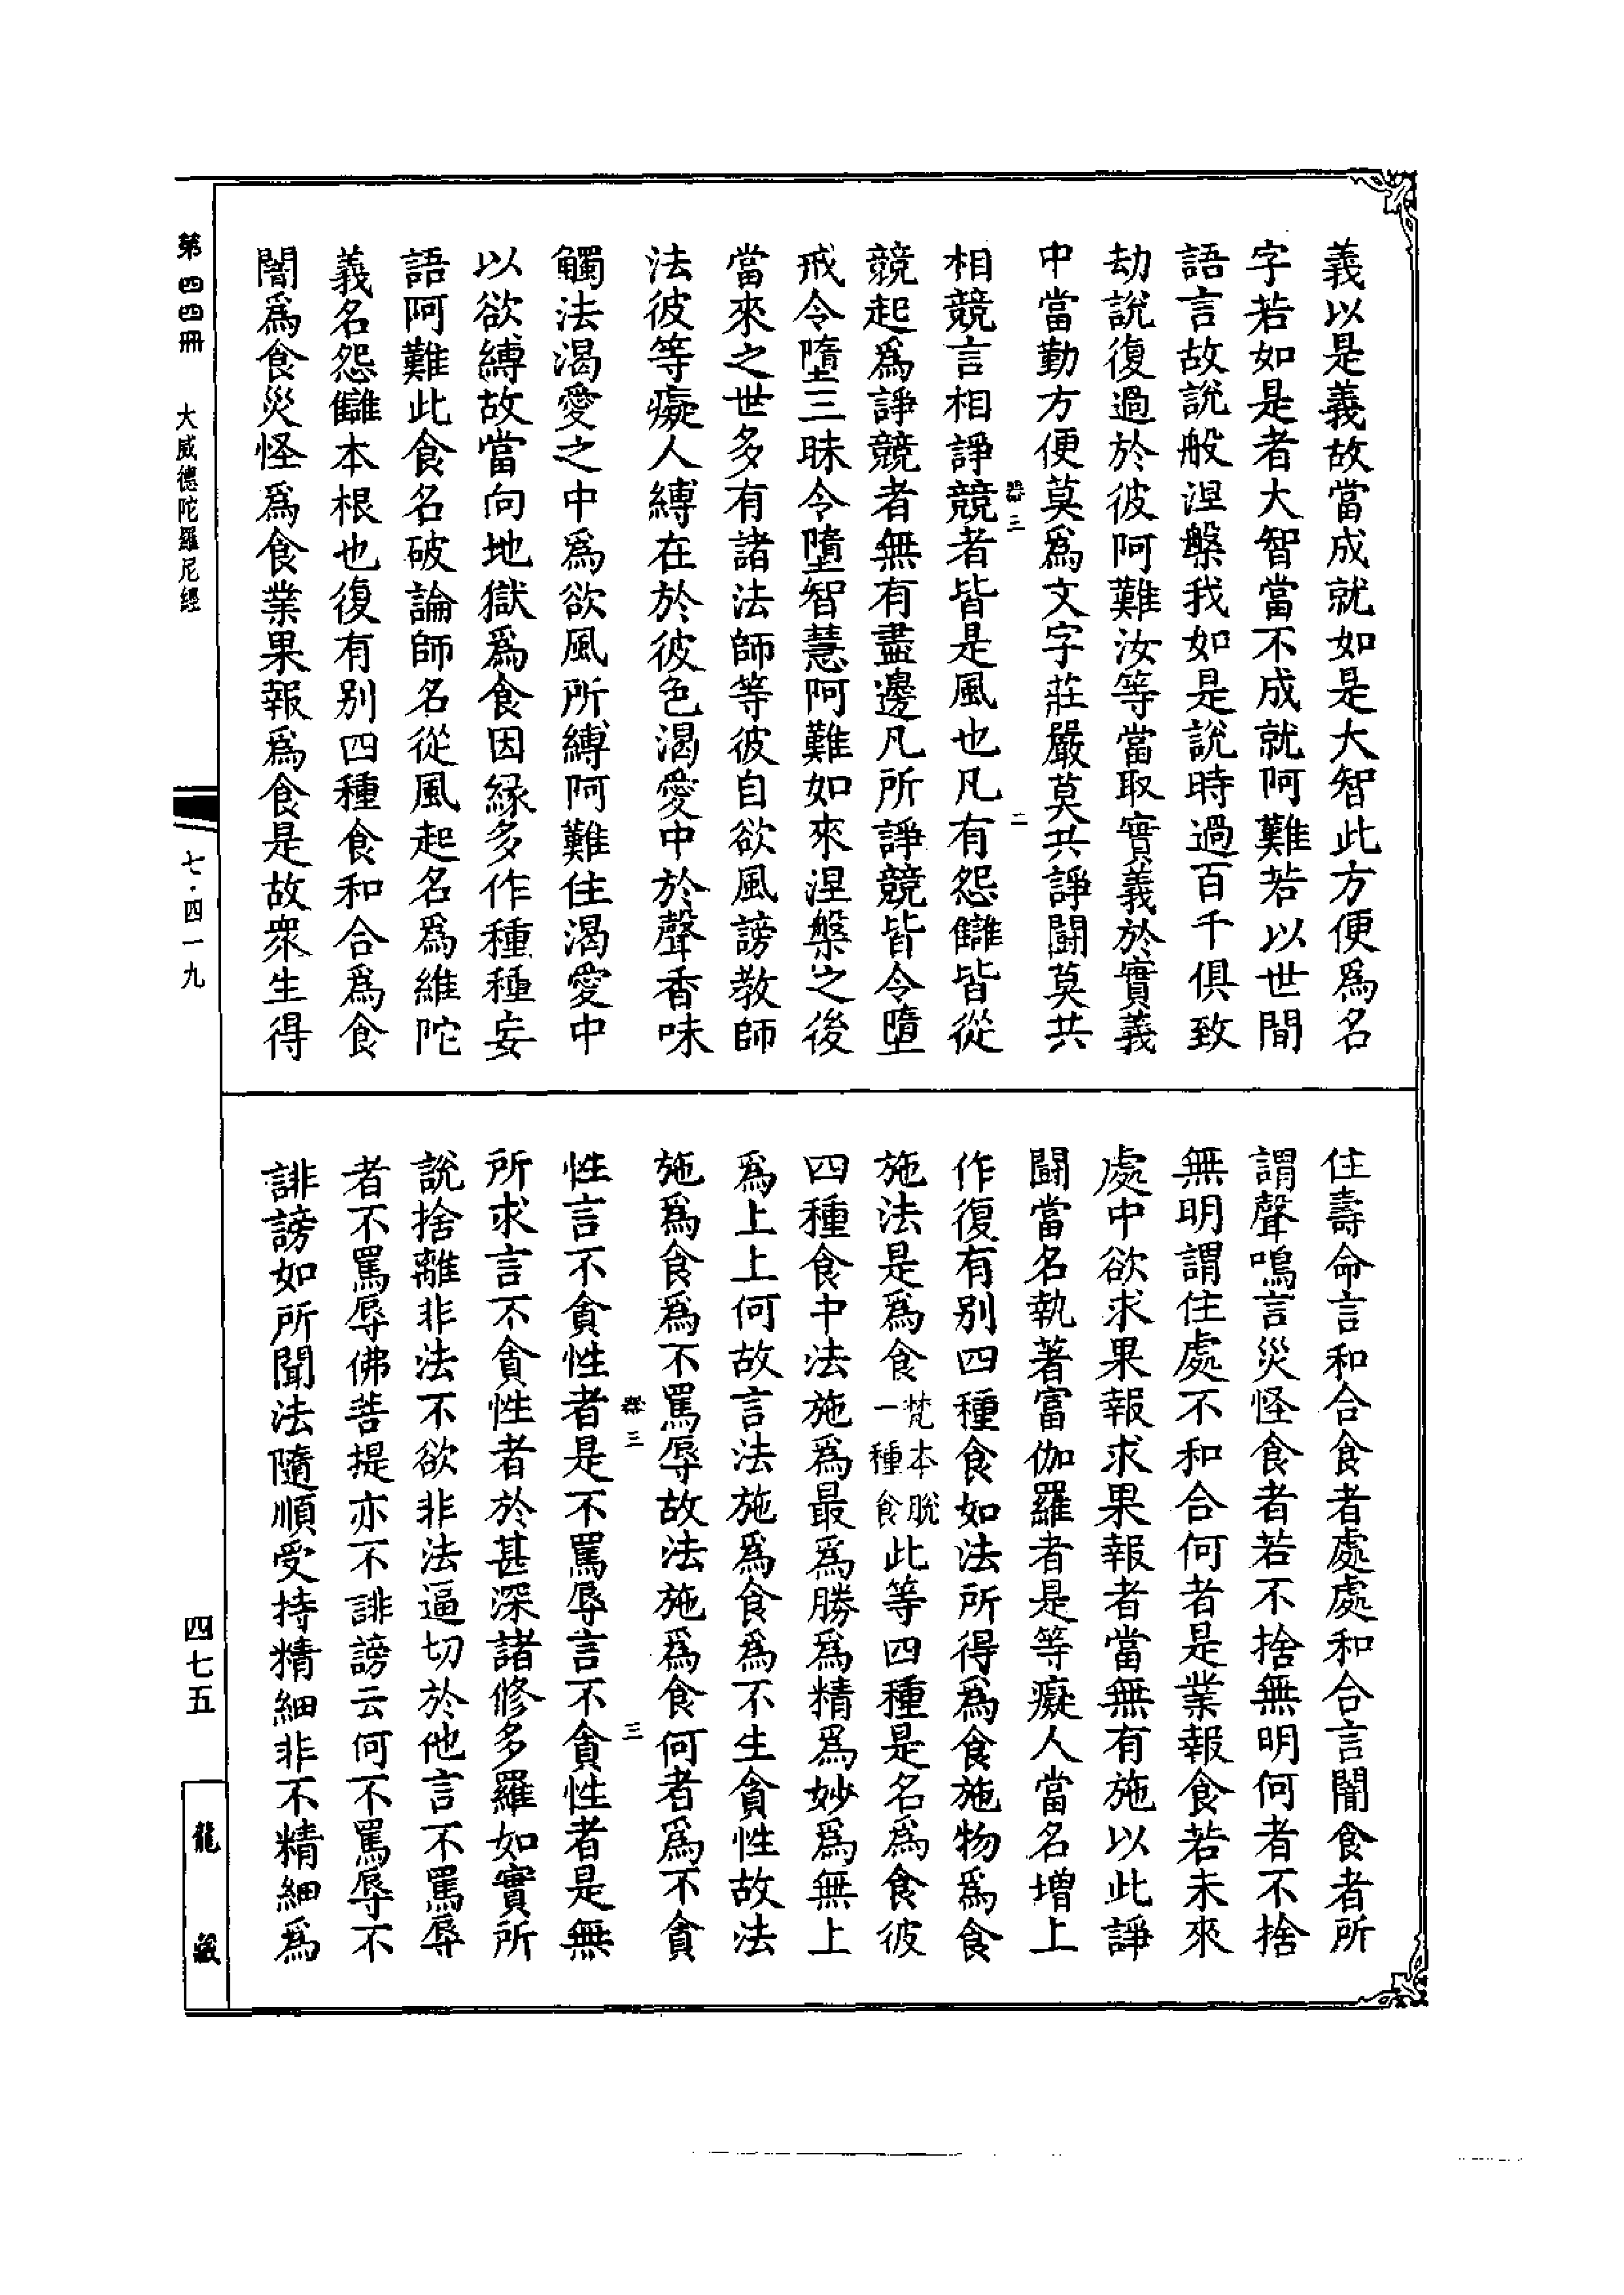 義以是義故當成就如是大智此方便爲名
字若如是者大智當不成就阿難若以世間
語言故說般涅槃我如是說時過百千俱致
劫說復過於彼阿難汝等當取實義於實義
中當勤方便莫爲文字莊嚴莫共諍鬪莫共
三
二
相競言相諍競者皆是風也凡有怨讎皆從
競起爲諍競者無有盡邊凡所諍競皆令墮
戒令墮三昧令墮智慧阿難如來涅槃之後
當來之世多有諸法師等彼自欲風謗教師
法彼等癡人縛在於彼色渴愛中於聲香味
觸法渴愛之中爲欲風所縛阿難住渴愛中
以欲縛故當向地獄爲食因緣多作種種妄
語阿難此食名破論師名從風起名爲維陀
義名怨讎本根也復有别四種食和合爲食
闇爲食災怪爲食業果報爲食是故衆生得
住壽命言和合食者處處和合言闇食者所
謂聲鳴言災怪食者若不捨無明何者不捨
無明謂住處不和合何者是業報食若未來
處中欲求果報求果報者當無有施以此諍
鬪當名執著富伽羅者是等癡人當名增上
作復有别四種食如法所得爲食施物爲食
施法是爲食梵本脫一種食此等四種是名爲食彼
四種食中法施爲最爲勝爲精爲妙爲無上
爲上上何故言法施爲食爲不生貪性故法
施爲食爲不罵辱故法施爲食何者爲不貪
三
三
性言不貪性者是不罵辱言不貪性者是無
所求言不貪性者於甚深諸修多羅如實所
說捨離非法不欲非法逼切於他言不罵辱
者不罵辱佛菩提亦不誹謗云何不罵辱不
誹謗如所聞法隨順受持精細非不精細爲
第四四冊 大威德陀羅尼經
七·四一九
四七五
龍藏